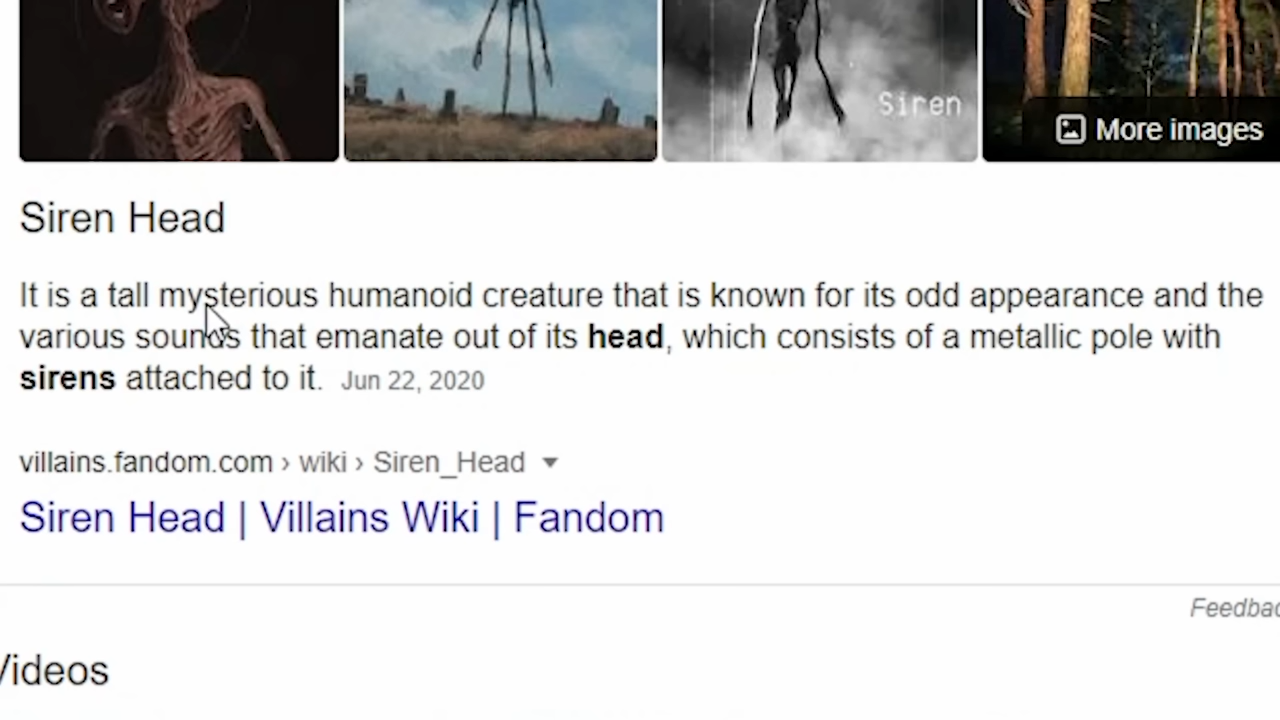 Siren
More images
Siren Head
It is a tall mysterious humanoid creature that is known for its odd appearance and the
various sounds that emanate out of its head, which consists of a metallic pole with
sirens attached to it. Jun 22, 2020
villains.fandom.com › wiki › Siren_Head
Siren Head | Villains Wiki | Fandom
Feedbac
Videos